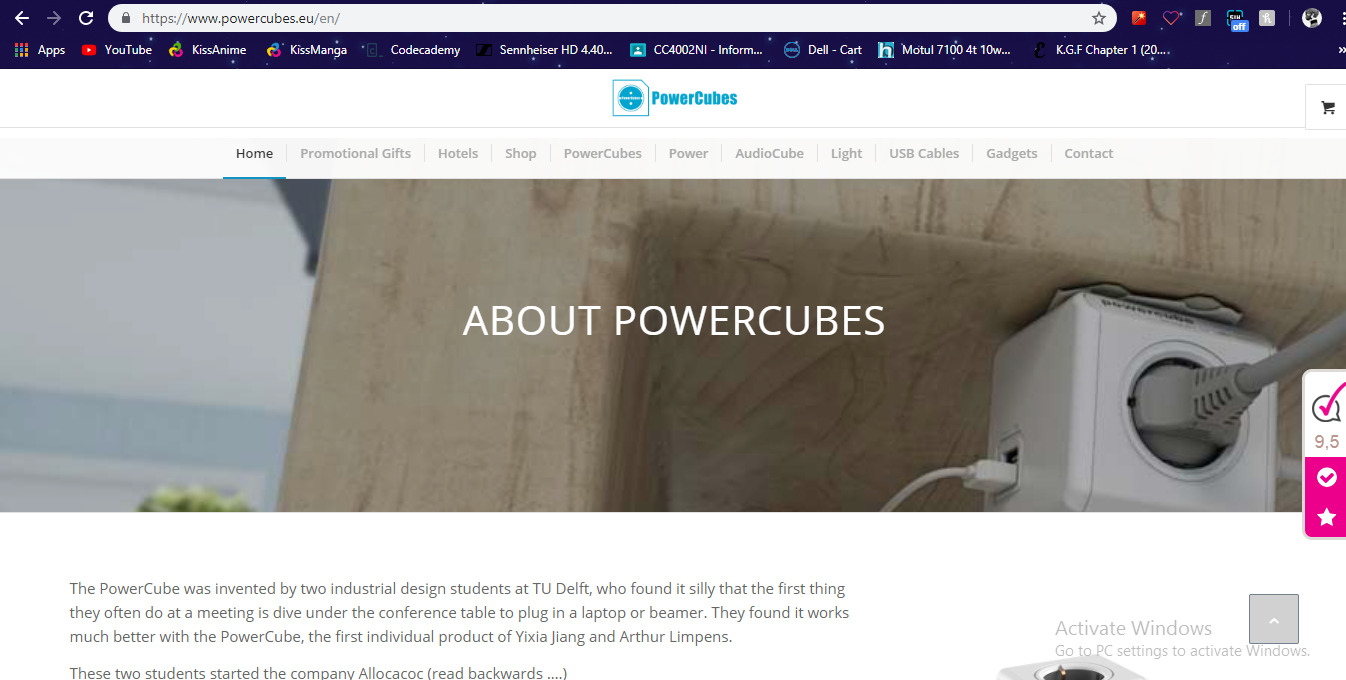 https://www.powercubes.eu/en/
off
Apps
YouTube
KissAnime
KissManga
Codecademy
Sennheiser HD 4.40...
CC4002NI - Inform...
Dell - Cart
Motul 7100 4t 10w...
K.G.F Chapter 1 (20...
»
PowerCubes
Home
Promotional Gifts
Hotels
Shop
PowerCubes
Power
AudioCube
Light
USB Cables
Gadgets
Contact
ABOUT POWERCUBES
powercube
9,5
The PowerCube was invented by two industrial design students at TU Delft, who found it silly that the first thing
they often do at a meeting is dive under the conference table to plug in a laptop or beamer. They found it works
much better with the PowerCube, the first individual product of Yixia Jiang and Arthur Limpens.
These two students started the company Allocacoc (read backwards ....)
Activate Windows
Go to PC settings to activate Windows.